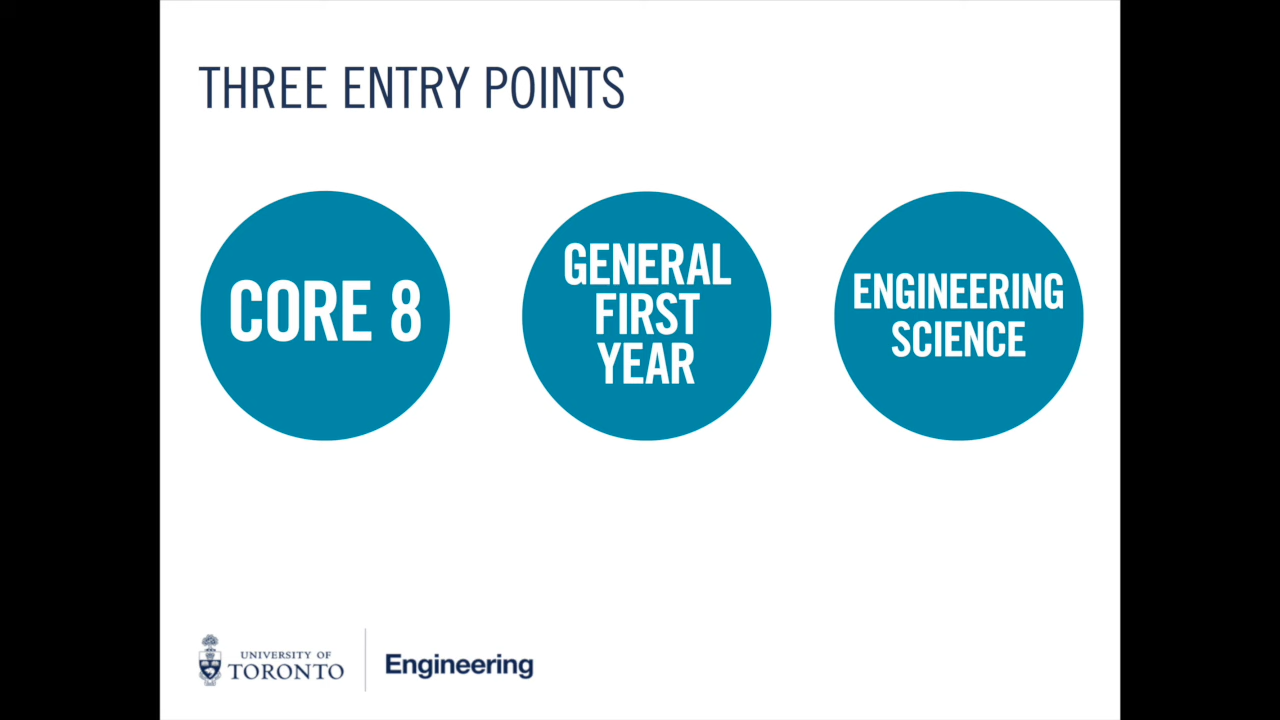 THREE ENTRY POINTS
CORE 8
GENERAL
FIRST
YEAR
ENGINEERING
SCIENCE
UNIVERSITY OF
TORONTO
Engineering